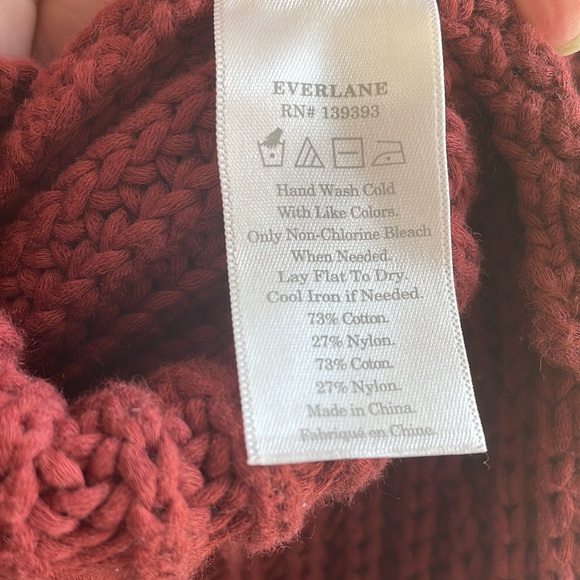 EVERLANE
RN# 139393
Hand Wash Cold
With Like Colors.
Only Non-Chlorine Bleach
When Needed.
Lay Flat To Dry.
Cool Iron if Needed.
73% Cotton.
27% Nylon.
73% Coton.
27% Nylon.
Made in China.
Fabriqué en Chine.